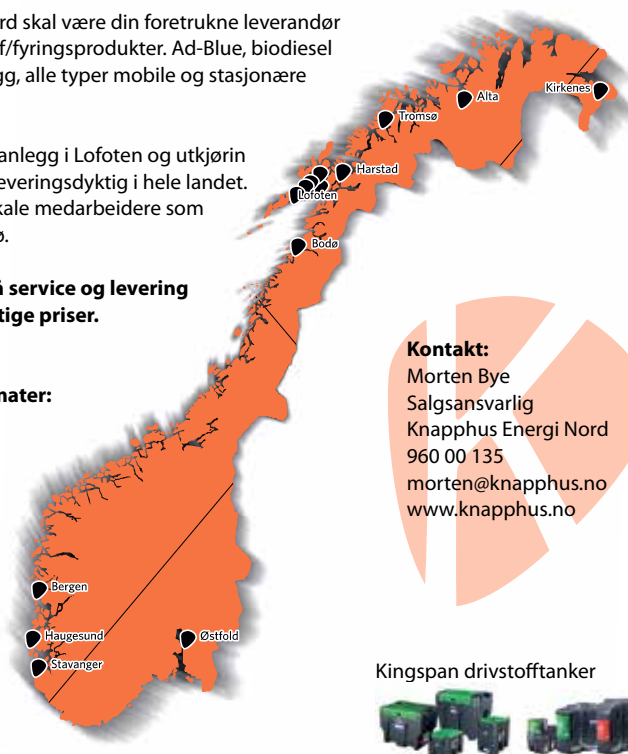 rd skal være din foretrukne leverandør
f/fyringsprodukter. Ad-Blue, biodiesel
gg, alle typer mobile og stasjonære
anlegg i Lofoten og utkjørin
leveringsdyktig i hele landet.
kale medarbeidere som
ø.
å service og levering
tige priser.
nater:
Kirkenes
Alta
Tromsø
Harstad
Lofoten
Bodø
Bergen
Haugesund
Stavanger
Østfold
Kontakt:
Morten Bye
Salgsansvarlig
Knapphus Energi Nord
960 00 135
morten@knapphus.no
www.knapphus.no
Kingspan drivstofftanker